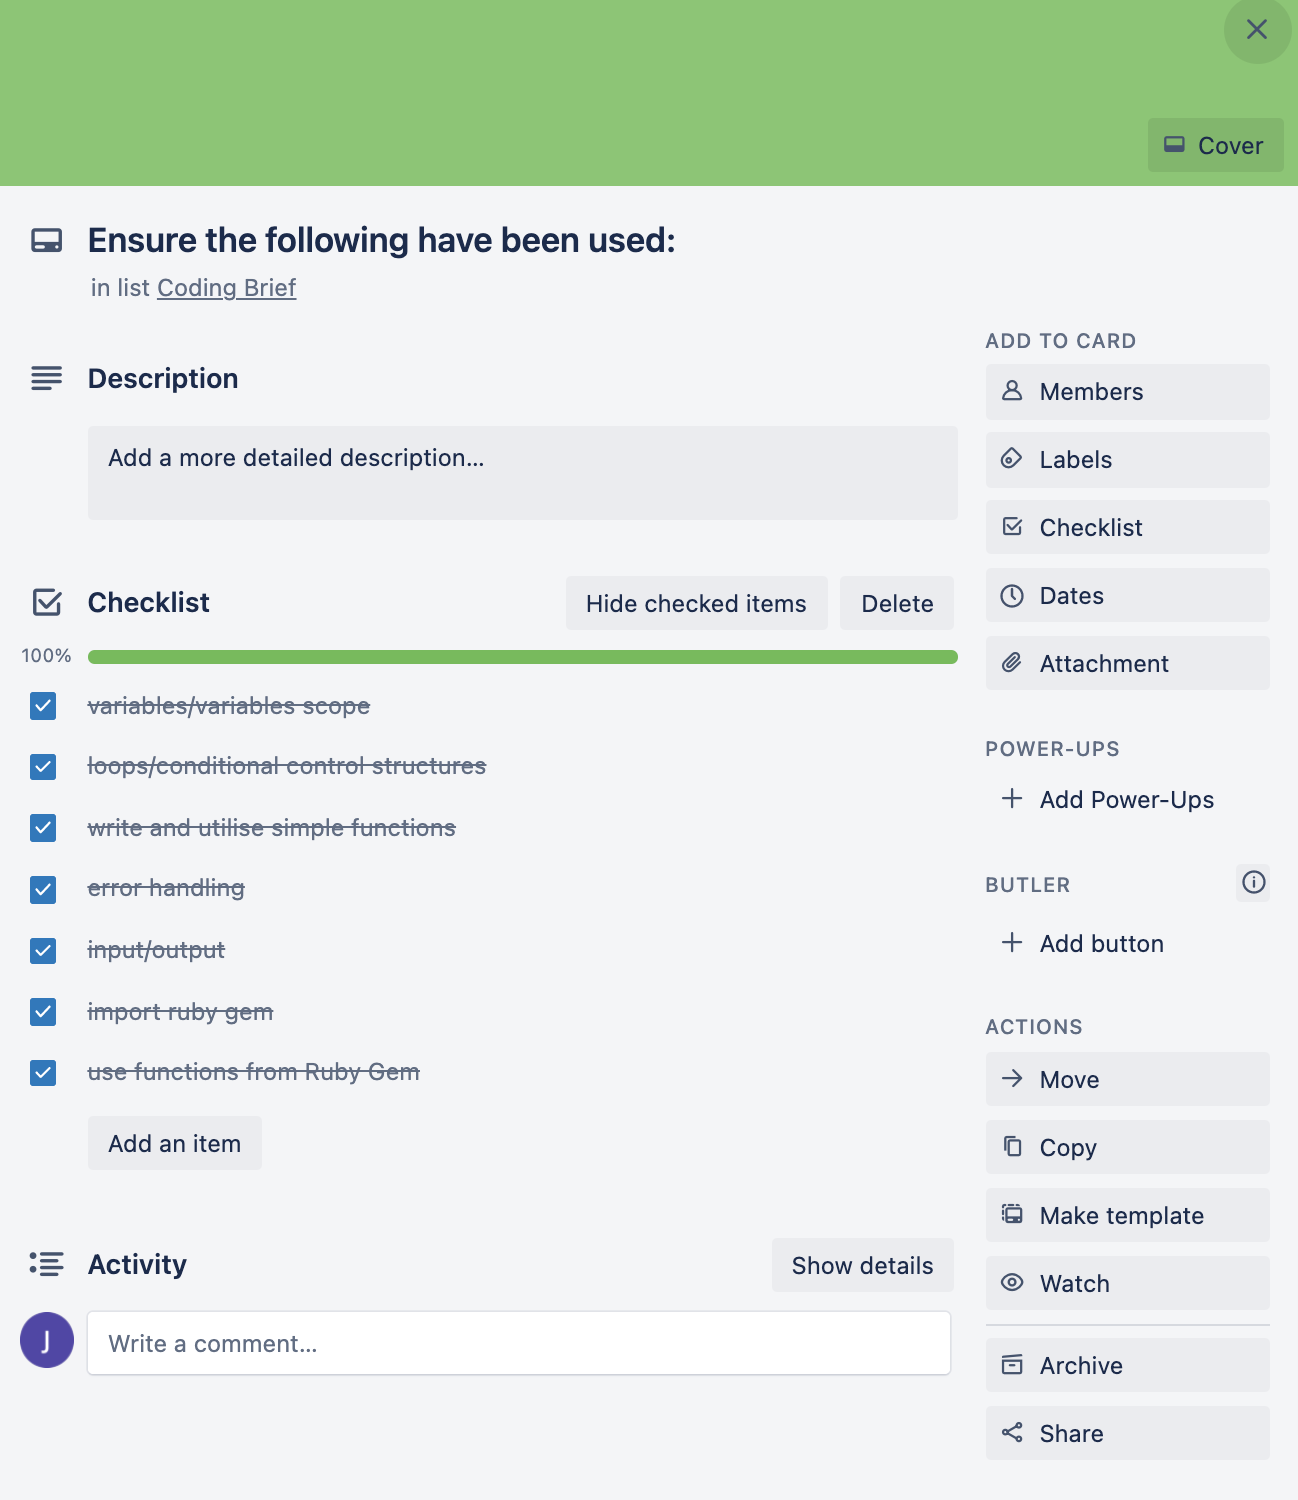 Cover
Ensure the following have been used:
in list Coding Brief
Description
Add a more detailed description...
Checklist
Hide checked items
Delete
100%
variables/variables scope
loops/conditional control structures
write and utilise simple functions
error handling
input/output
import ruby gem
use functions from Ruby Gem
Add an item
Activity
Show details
J
Write a comment...
ADD TO CARD
Members
Labels
Checklist
Dates
Attachment
POWER-UPS
Add Power-Ups
BUTLER
Add button
ACTIONS
Move
Copy
Make template
Watch
Archive
Share